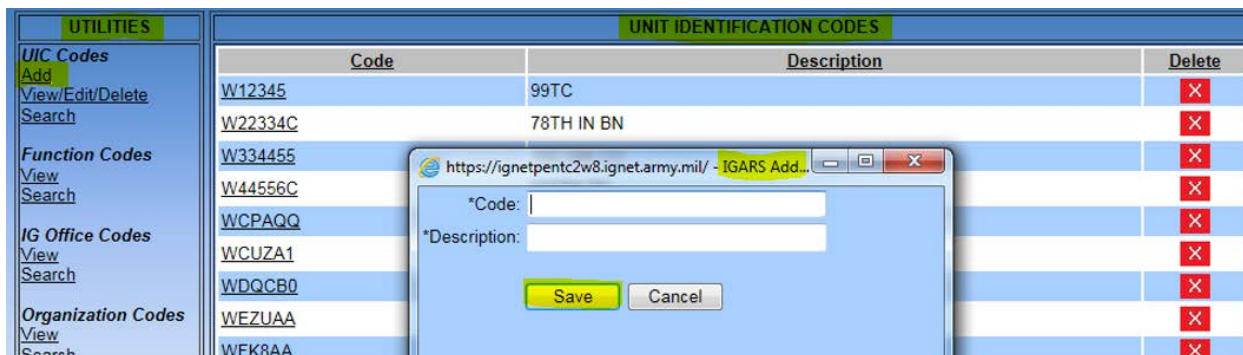 UTILITIES
UIC Codes
Add
View/Edit/Delete
Search
Function Codes
View
Search
IG Office Codes
View
Search
Organization Codes
View
Search
UNIT IDENTIFICATION CODES
Code Description Delete
W12345 99TC X
W22334C 78TH IN BN X
W334455 X
W44556C X
WCPAQQ X
WCUZA1 X
WDQCB0 X
WEZUAA X
WFK8AA X
https://ignetpentc2w8.ignet.army.mil/ - IGARS Add...
*Code:
*Description:
Save Cancel